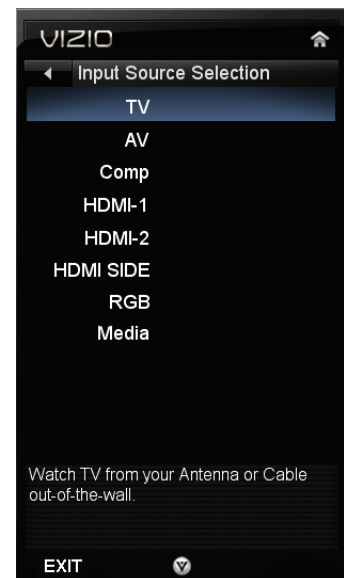 VIZIO
Input Source Selection
TV
AV
Comp
HDMI-1
HDMI-2
HDMI SIDE
RGB
Media
Watch TV from your Antenna or Cable
out-of-the-wall.
EXIT